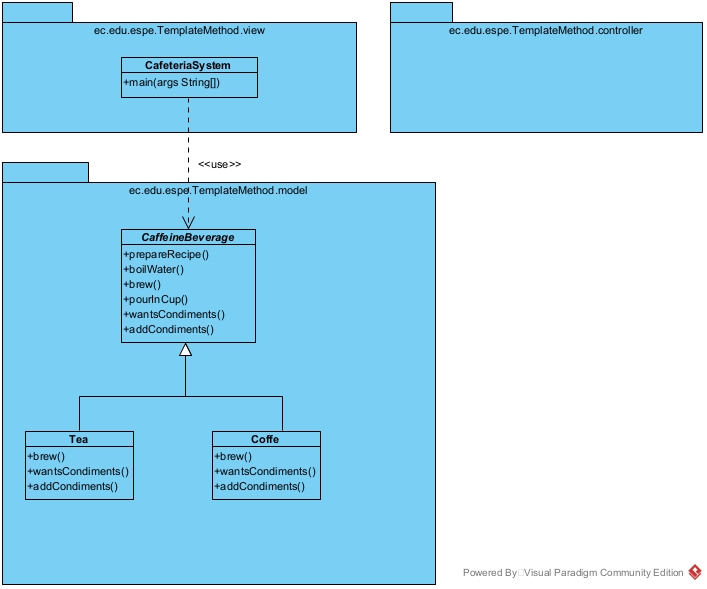 ec.edu.espe.TemplateMethod.view
CafeteriaSystem
+main(args String[])
ec.edu.espe.TemplateMethod.controller
<<use>>
ec.edu.espe.TemplateMethod.model
CaffeineBeverage
+prepareRecipe()
+boilWater()
+brew()
+pourInCup()
+wantsCondiments()
+addCondiments()
Tea
+brew()
+wantsCondiments()
+addCondiments()
Coffe
+brew()
+wantsCondiments()
+addCondiments()
Powered By Visual Paradigm Community Edition